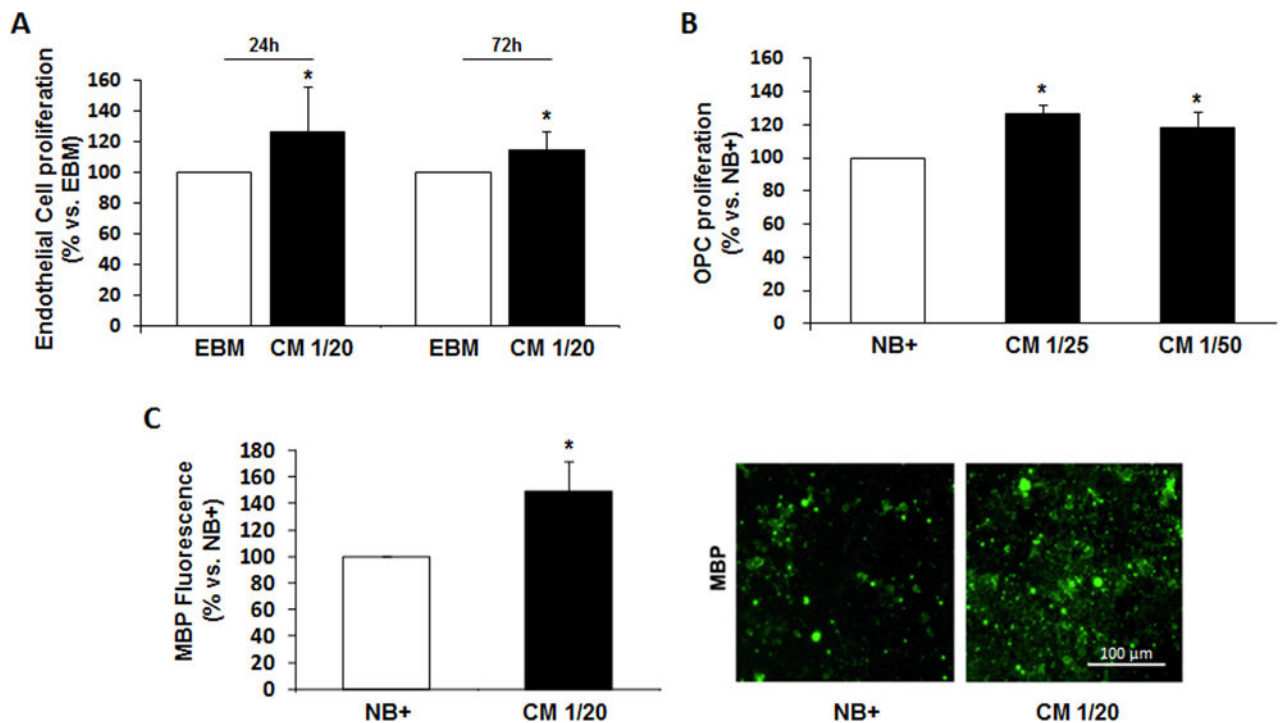 A
24h
72h
Endothelial Cell proliferation
(% vs. EBM)
160
140
120
100
80
60
40
20
0
*
*
EBM
CM 1/20
EBM
CM 1/20
B
OPC proliferation
(% vs. NB+)
160
140
120
100
80
60
40
20
0
*
*
NB+
CM 1/25
CM 1/50
C
MBP Fluorescence
(% vs. NB+)
180
160
140
120
100
80
60
40
20
0
*
NB+
CM 1/20
MBP
100 µm
NB+
CM 1/20